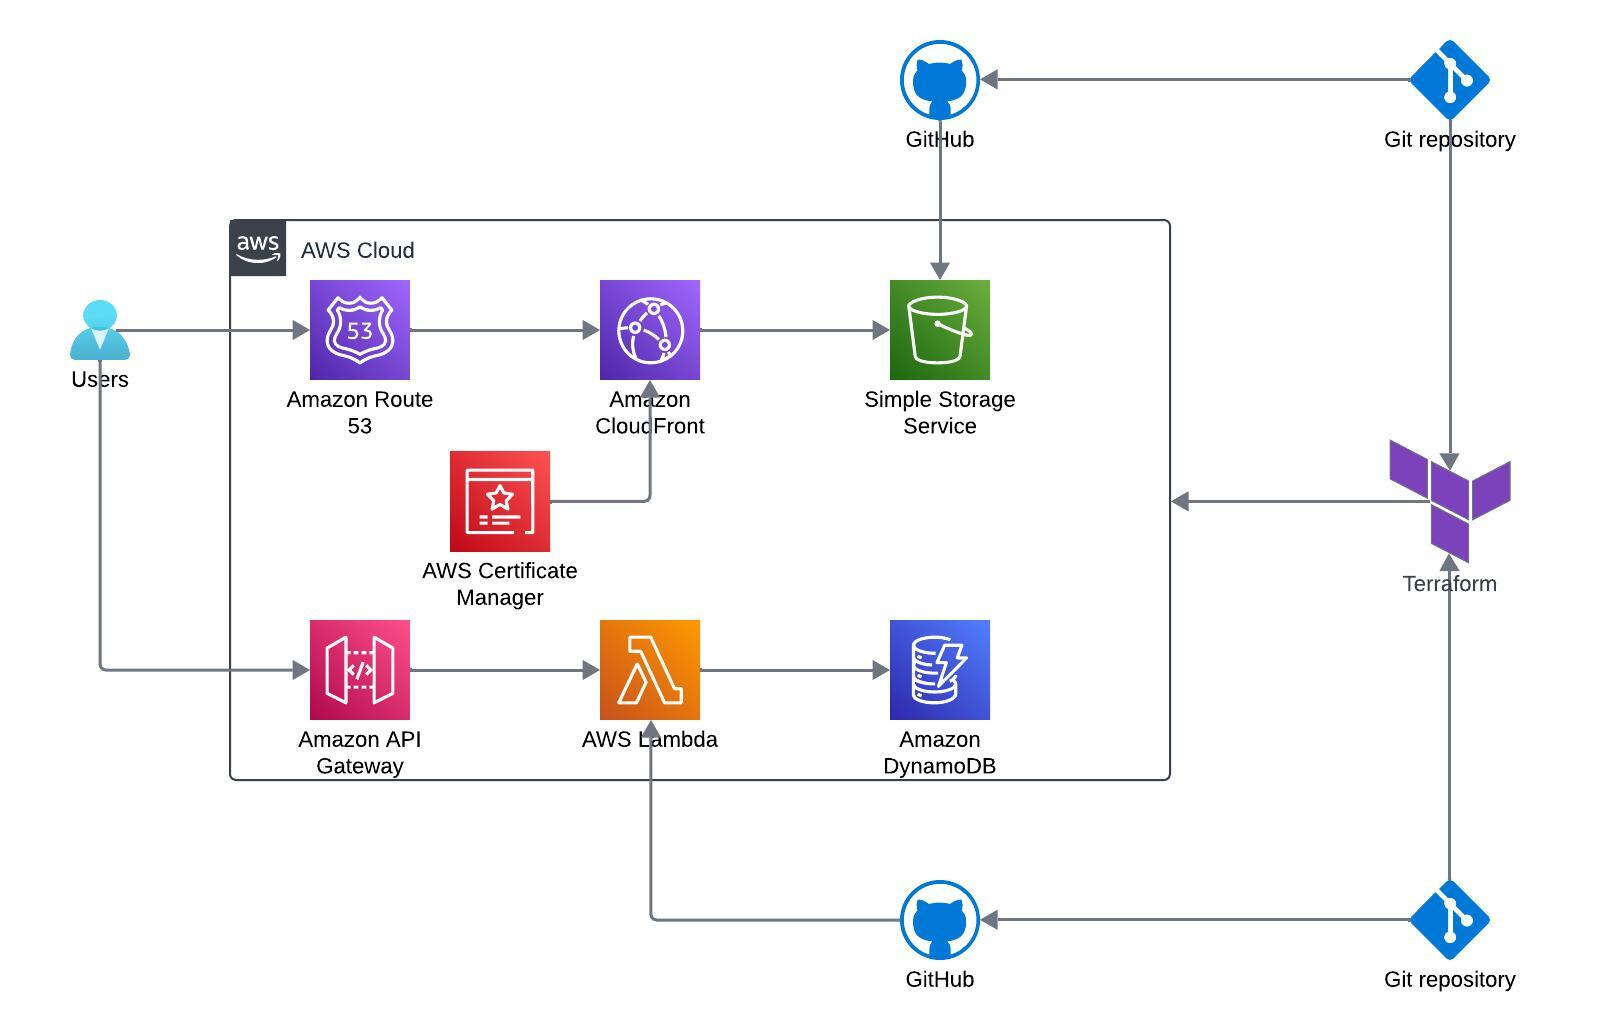 GitHub
Git repository
aws
AWS Cloud
53
Users
Amazon Route
53
Amazon
CloudFront
Simple Storage
Service
AWS Certificate
Manager
Terraform
</>
Amazon API
Gateway
AWS Lambda
Amazon
DynamoDB
GitHub
Git repository